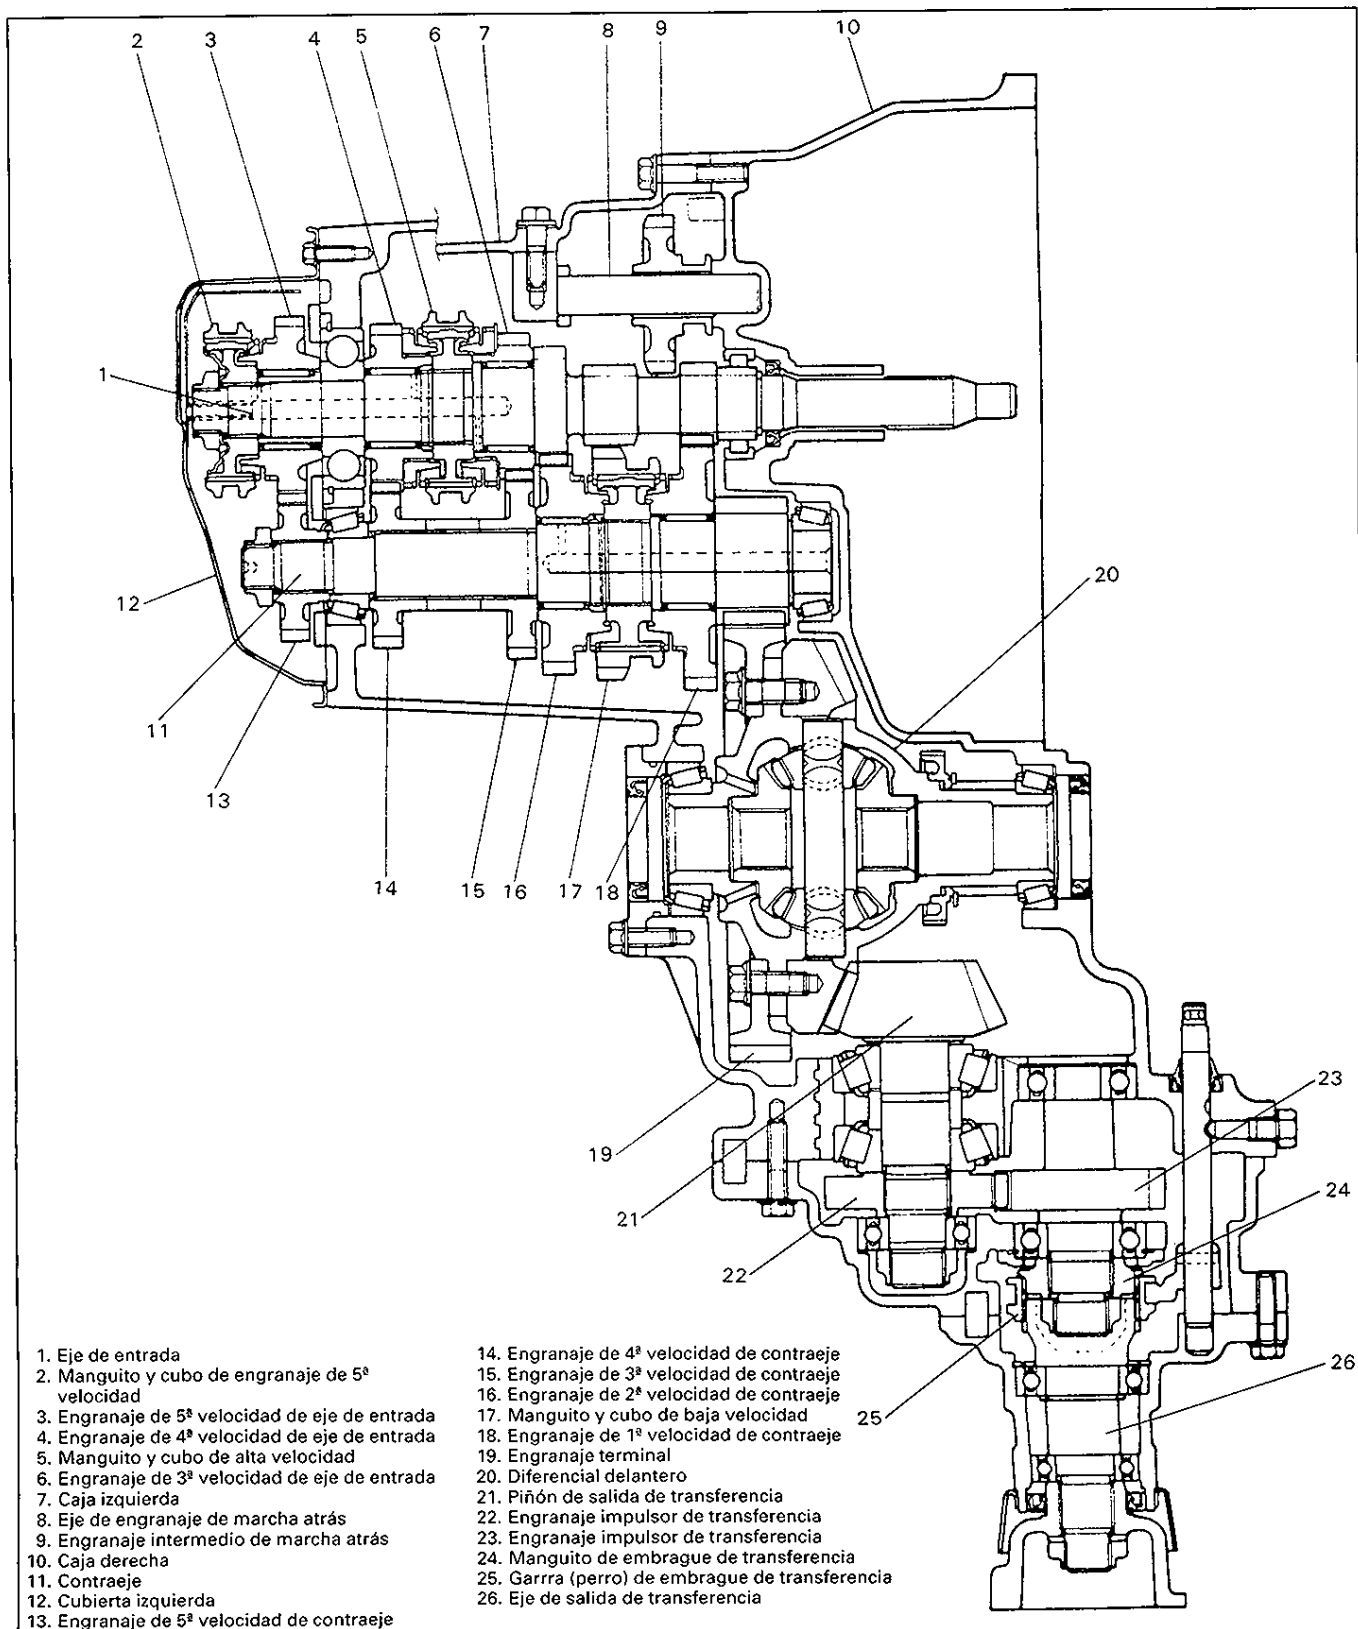 2 3 4 5 6 7 8 9 10
1
12
20
11
13
14 15 16 17 18
23
19
24
21
22
26
25
1. Eje de entrada
2. Manguito y cubo de engranaje de 5ª
velocidad
3. Engranaje de 5ª velocidad de eje de entrada
4. Engranaje de 4ª velocidad de eje de entrada
5. Manguito y cubo de alta velocidad
6. Engranaje de 3ª velocidad de eje de entrada
7. Caja izquierda
8. Eje de engranaje de marcha atrás
9. Engranaje intermedio de marcha atrás
10. Caja derecha
11. Contraeje
12. Cubierta izquierda
13. Engranaje de 5ª velocidad de contraeje
14. Engranaje de 4ª velocidad de contraeje
15. Engranaje de 3ª velocidad de contraeje
16. Engranaje de 2ª velocidad de contraeje
17. Manguito y cubo de baja velocidad
18. Engranaje de 1ª velocidad de contraeje
19. Engranaje terminal
20. Diferencial delantero
21. Piñón de salida de transferencia
22. Engranaje impulsor de transferencia
23. Engranaje impulsor de transferencia
24. Manguito de embrague de transferencia
25. Garrra (perro) de embrague de transferencia
26. Eje de salida de transferencia